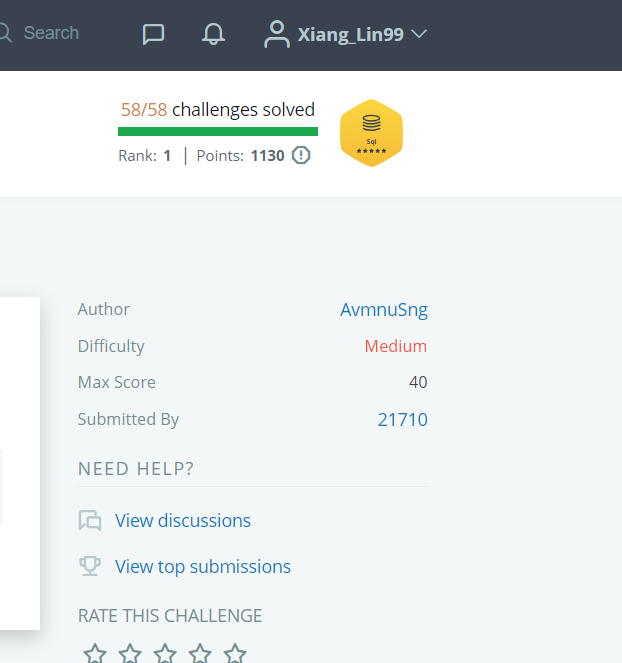 Search
Xiang_Lin99
58/58 challenges solved
Rank: 1 | Points: 1130
Sql
Author AvmnuSng
Difficulty Medium
Max Score 40
Submitted By 21710
NEED HELP?
View discussions
View top submissions
RATE THIS CHALLENGE